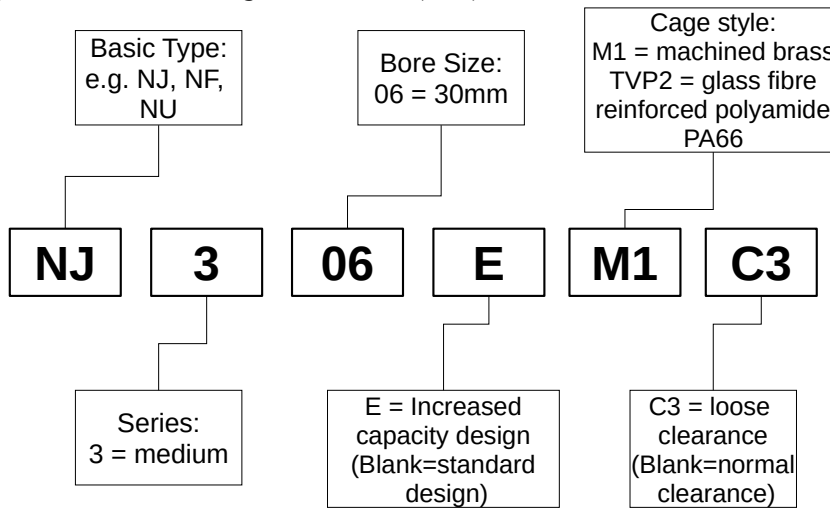 Basic Type:
e.g. NJ, NF,
NU
Bore Size:
06 = 30mm
Cage style:
M1 = machined brass
TVP2 = glass fibre
reinforced polyamide
PA66
NJ 3 06 E M1 C3
Series:
3 = medium
E = Increased
capacity design
(Blank=standard
design)
C3 = loose
clearance
(Blank=normal
clearance)